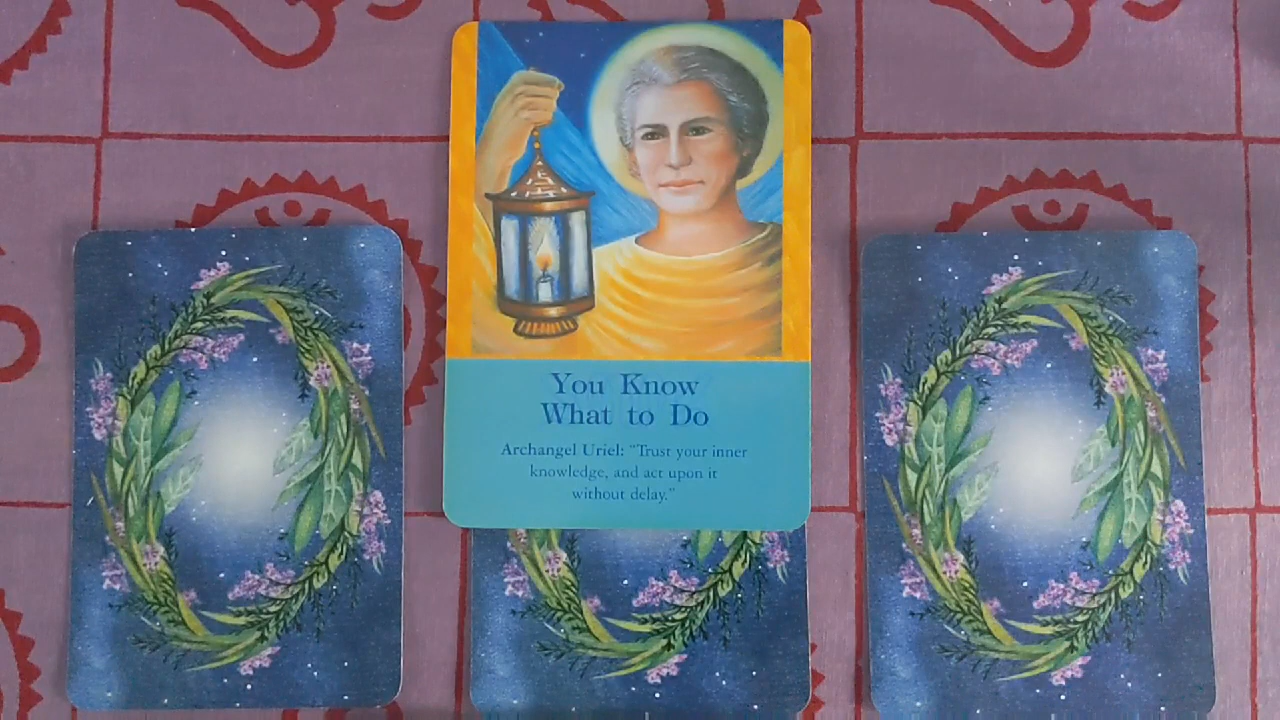 You Know
What to Do
Archangel Uriel: “Trust your inner
knowledge, and act upon it
without delay.”